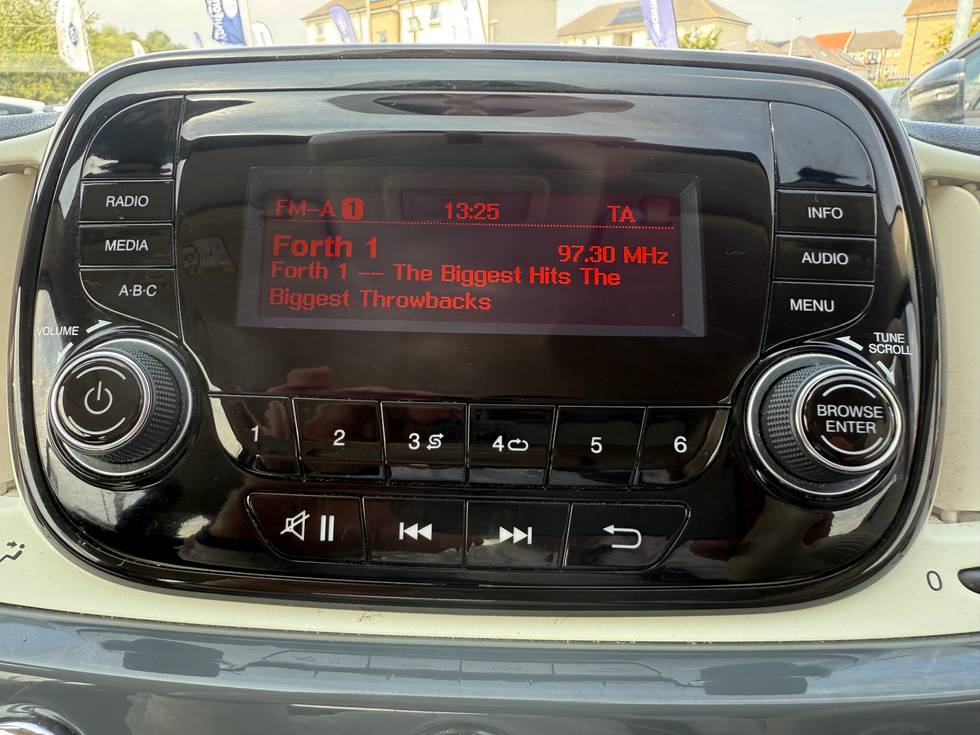 FM-A 1 13:25 TA
Forth 1 97.30 MHz
Forth 1 -- The Biggest Hits The
Biggest Throwbacks
RADIO
MEDIA
A·B·C
VOLUME
INFO
AUDIO
MENU
TUNE
SCROLL
BROWSE
ENTER
1 2 3 4 5 6
0